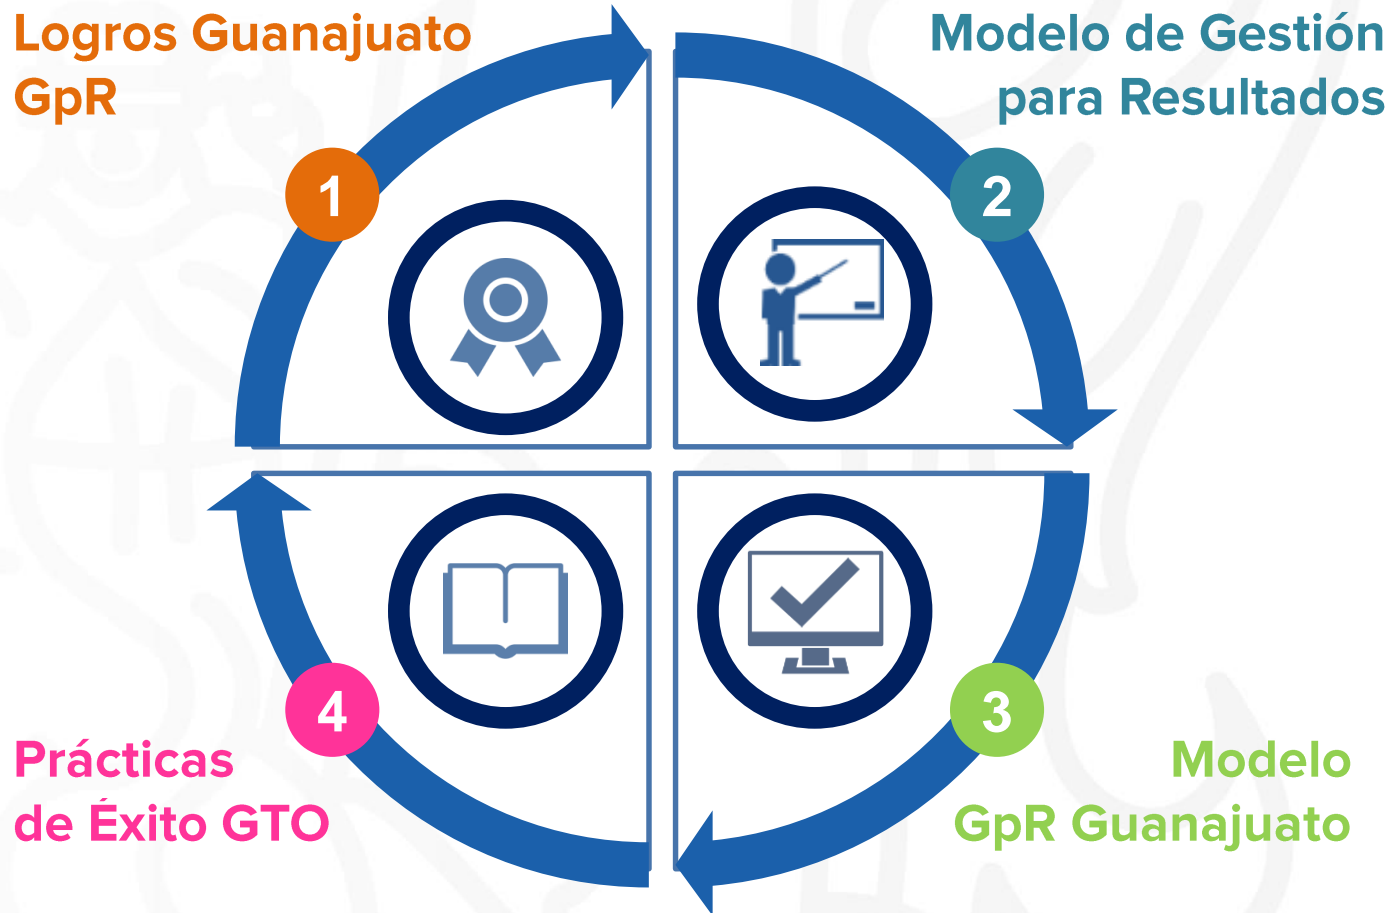 Logros Guanajuato
GpR
1
Modelo de Gestión
para Resultados
2
3
Modelo
GpR Guanajuato
4
Prácticas
de Éxito GTO